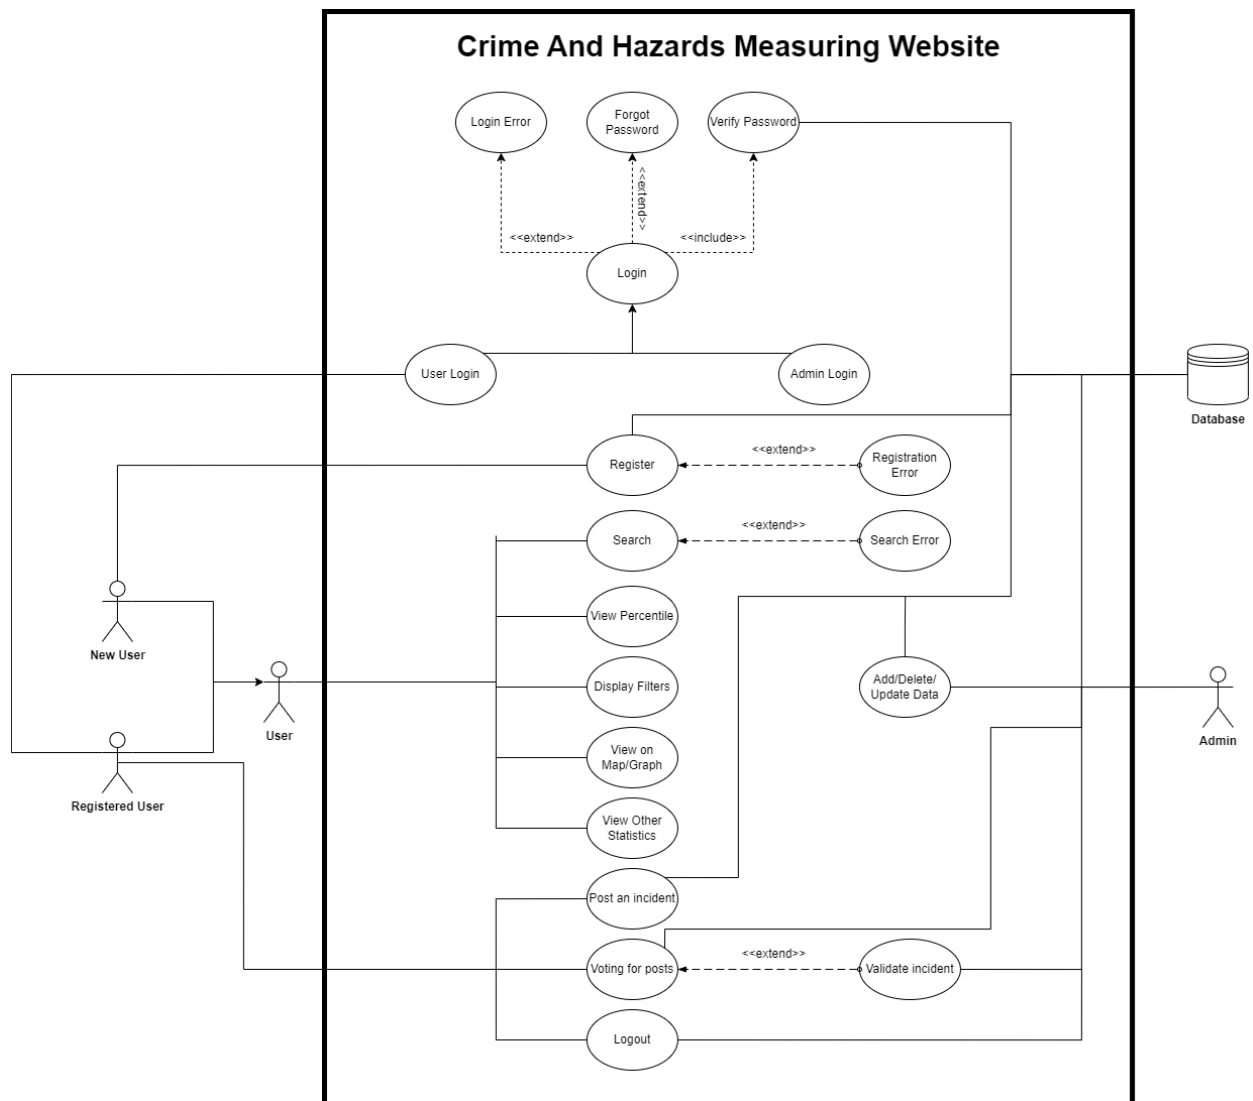 Crime And Hazards Measuring Website
Login Error
Forgot
Password
Verify Password
<<extend>>
<<extend>>
<<include>>
Login
User Login
Admin Login
Database
Register
<<extend>>
Registration
Error
Search
<<extend>>
Search Error
New User
View Percentile
User
Display Filters
Add/Delete/
Update Data
Admin
Registered User
View on
Map/Graph
View Other
Statistics
Post an incident
Voting for posts
<<extend>>
Validate incident
Logout